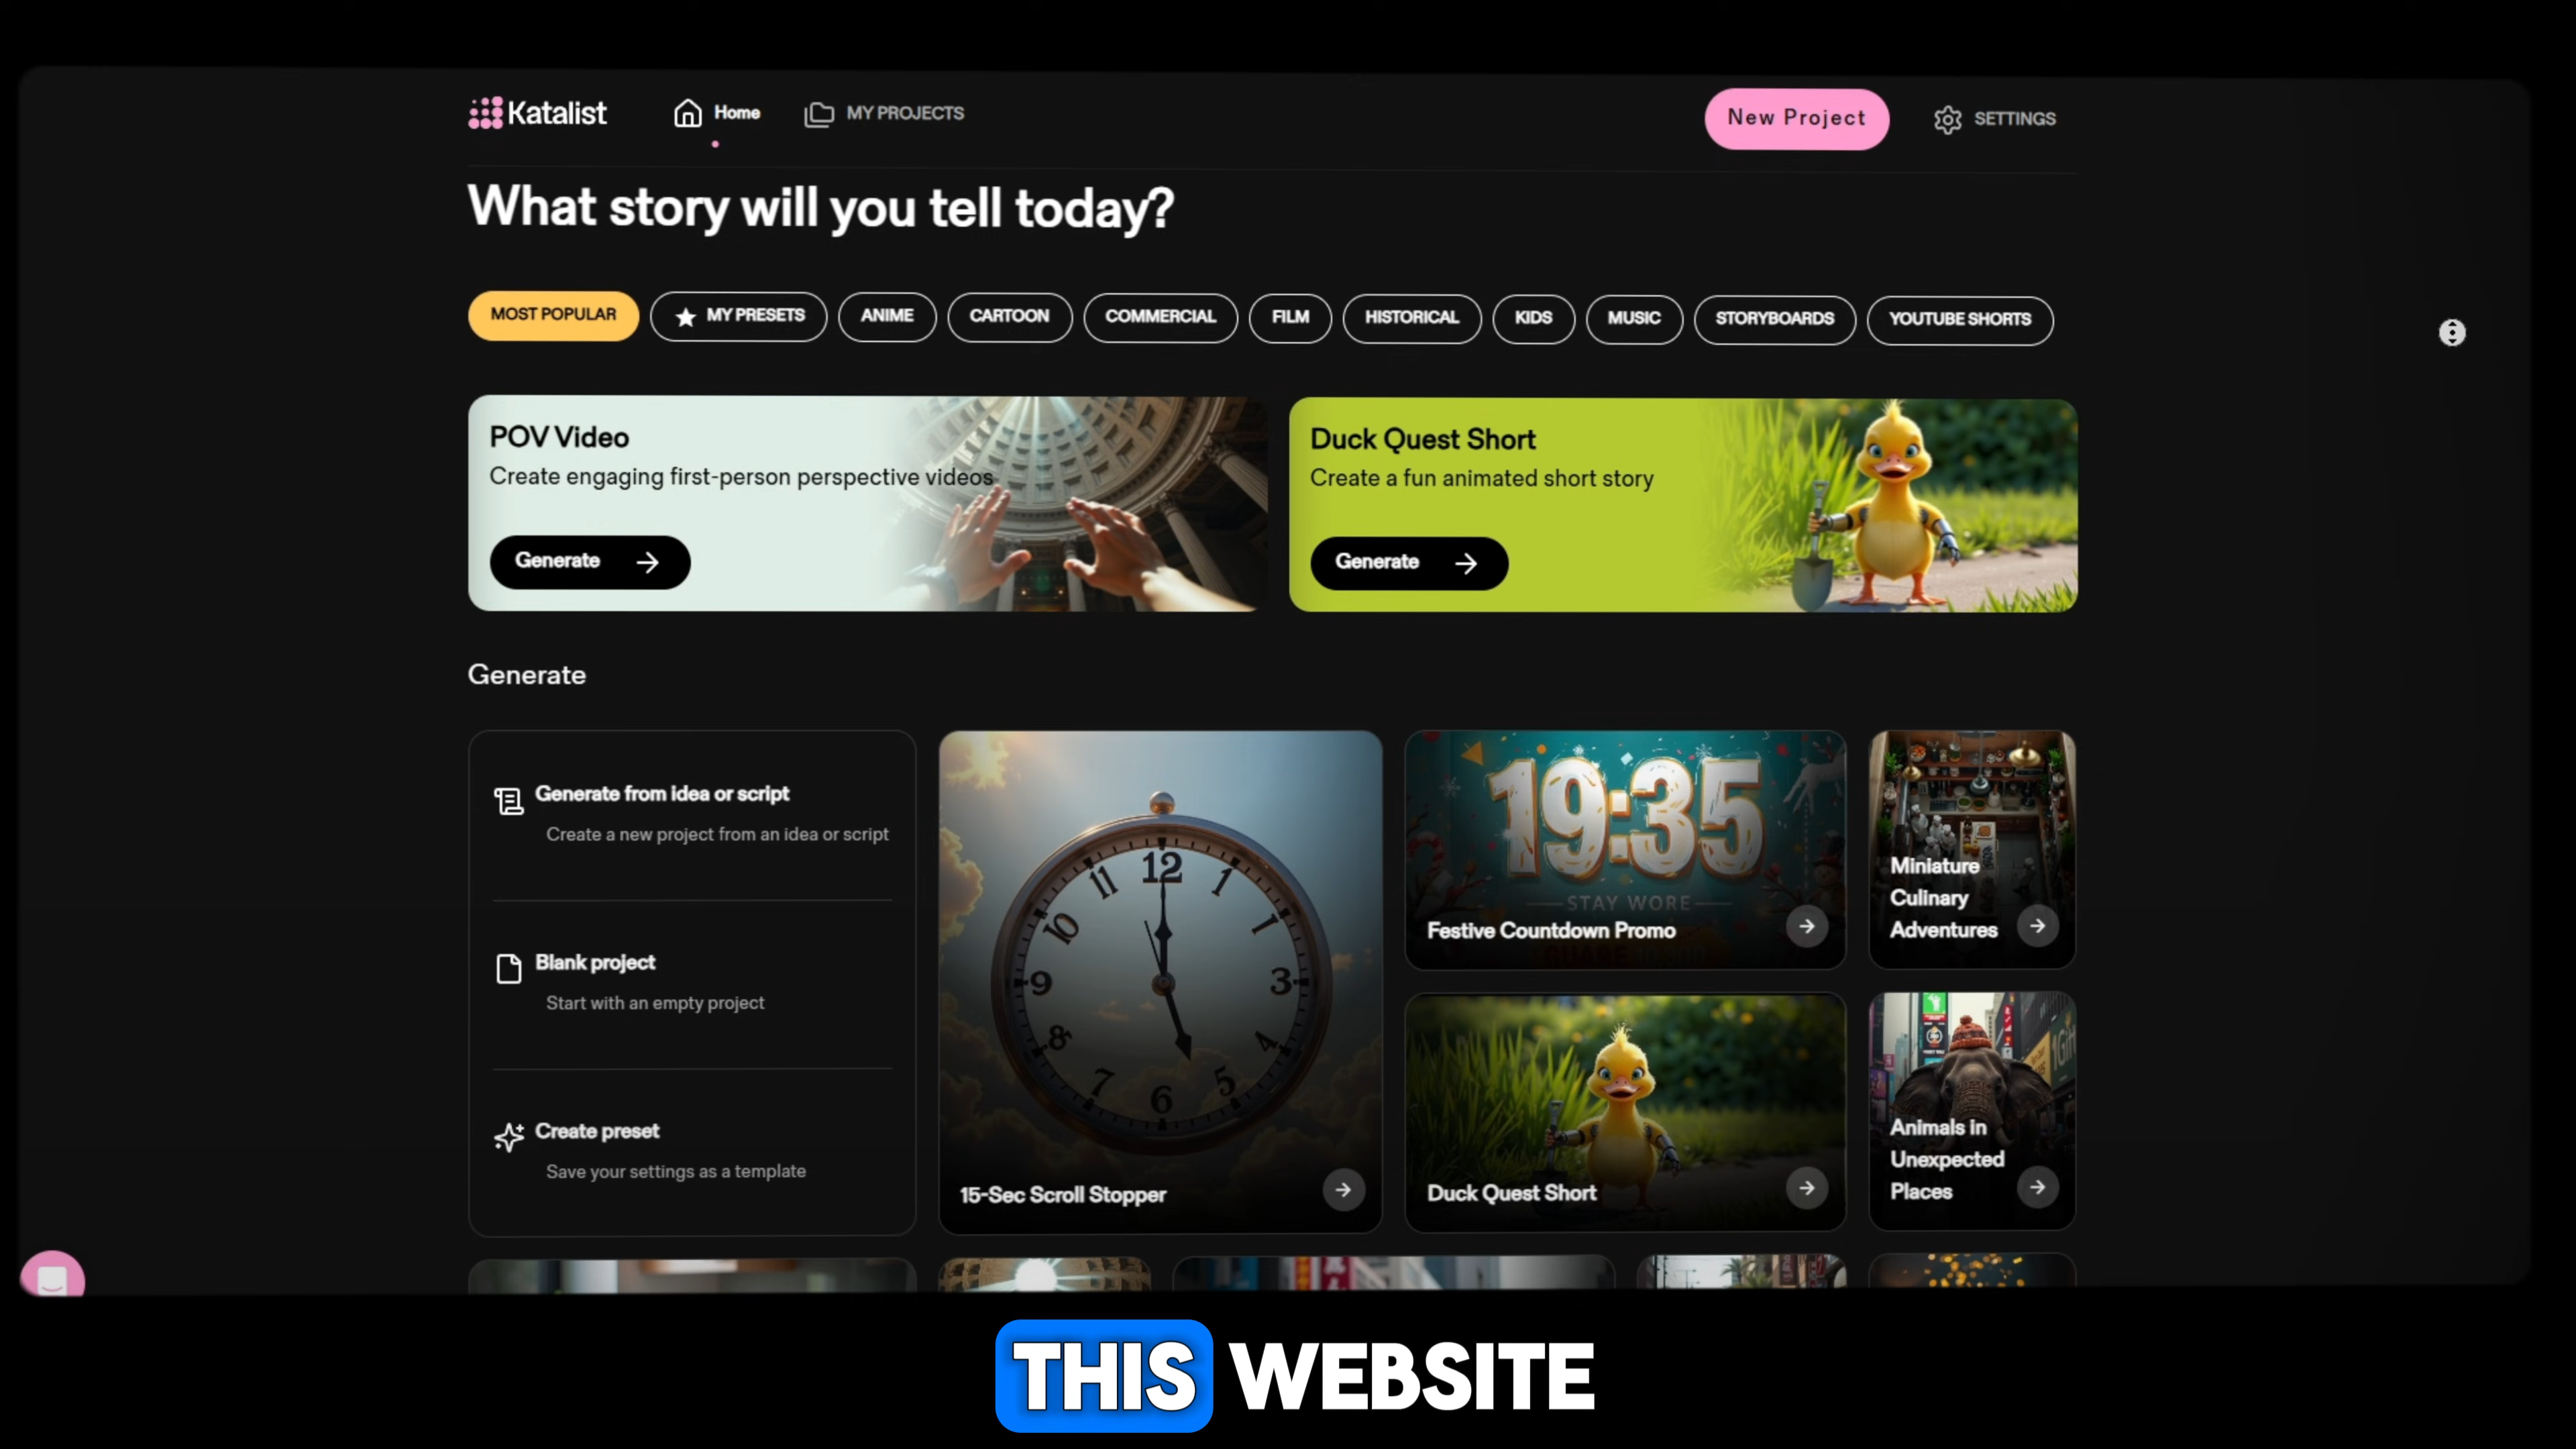 Katalist
Home
MY PROJECTS
New Project
SETTINGS
What story will you tell today?
MOST POPULAR
MY PRESETS
ANIME
CARTOON
COMMERCIAL
FILM
HISTORICAL
KIDS
MUSIC
STORYBOARDS
YOUTUBE SHORTS
POV Video
Create engaging first-person perspective videos
Generate
Duck Quest Short
Create a fun animated short story
Generate
Generate
Generate from idea or script
Create a new project from an idea or script
Blank project
Start with an empty project
Create preset
Save your settings as a template
12
1
1
3
4
5
6
7
8
9
10
11
15-Sec Scroll Stopper
19:35
STAY WORE
Festive Countdown Promo
Miniature
Culinary
Adventures
Duck Quest Short
Animals in
Unexpected
Places
THIS WEBSITE